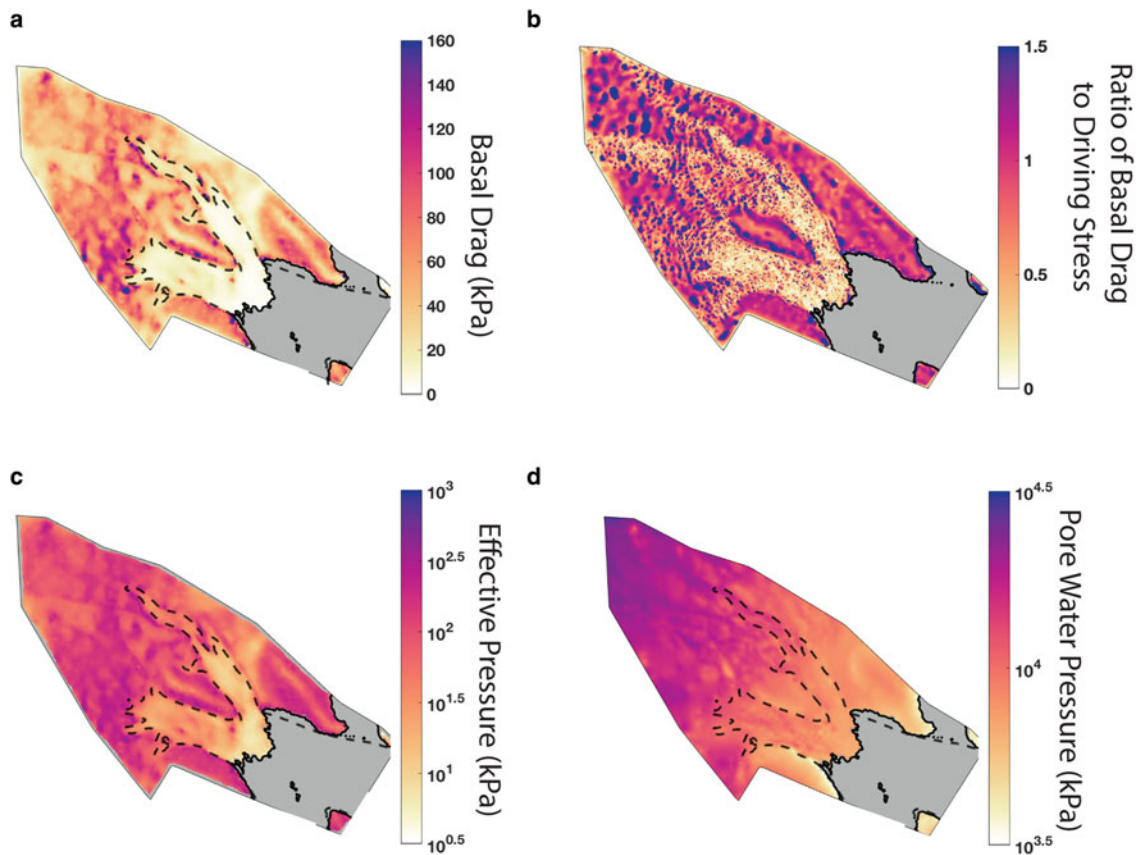 a
160
140
120
100
80
60
40
20
0
Basal Drag (kPa)
b
1.5
1
0.5
0
Ratio of Basal Drag
to Driving Stress
c
10^3
10^2.5
10^2
10^1.5
10^1
10^0.5
Effective Pressure (kPa)
d
10^4.5
10^4
10^3.5
Pore Water Pressure (kPa)